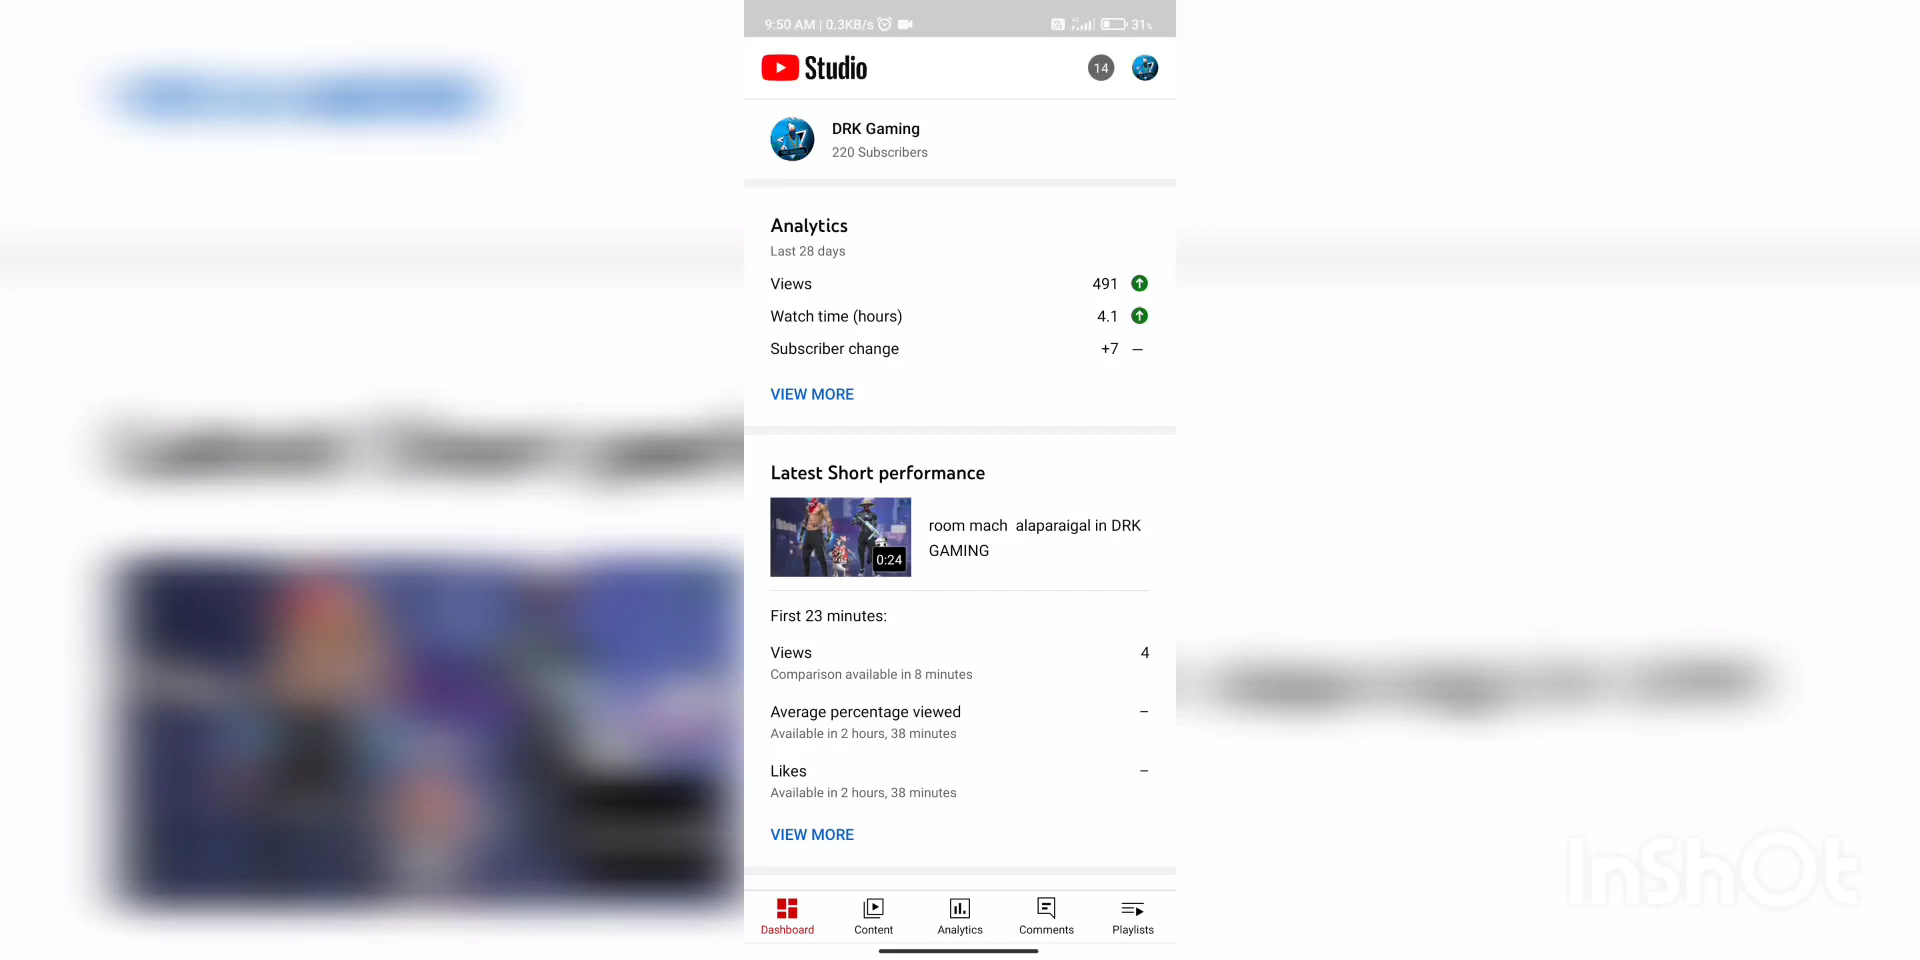 9:50 AM | 0.3KB/s
31%
Studio
14
DRK Gaming
220 Subscribers
Analytics
Last 28 days
Views 491
Watch time (hours) 4.1
Subscriber change +7 –
VIEW MORE
Latest Short performance
0:24
room mach alaparaigal in DRK
GAMING
First 23 minutes:
Views 4
Comparison available in 8 minutes
Average percentage viewed –
Available in 2 hours, 38 minutes
Likes –
Available in 2 hours, 38 minutes
VIEW MORE
Dashboard Content Analytics Comments Playlists
InShOt